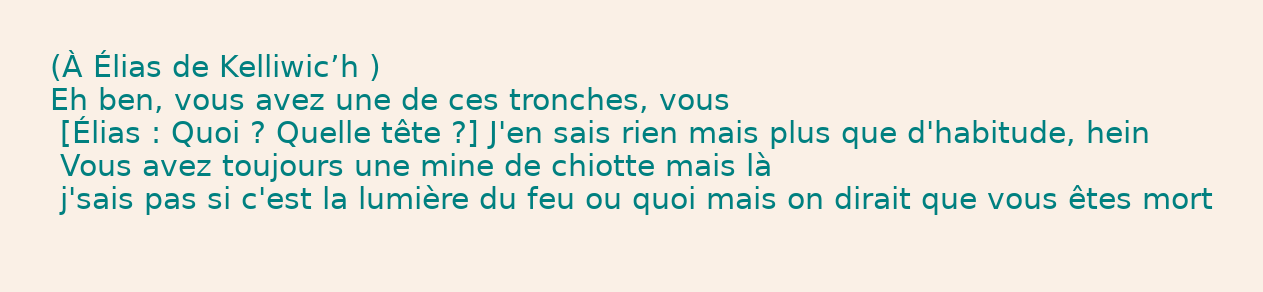 (À Élias de Kelliwic’h )
Eh ben, vous avez une de ces tronches, vous
[Élias : Quoi ? Quelle tête ?] J'en sais rien mais plus que d'habitude, hein
Vous avez toujours une mine de chiotte mais là
j'sais pas si c'est la lumière du feu ou quoi mais on dirait que vous êtes mort